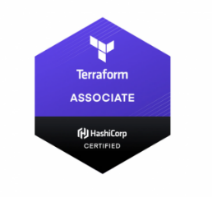 Terraform
ASSOCIATE
HashiCorp
CERTIFIED